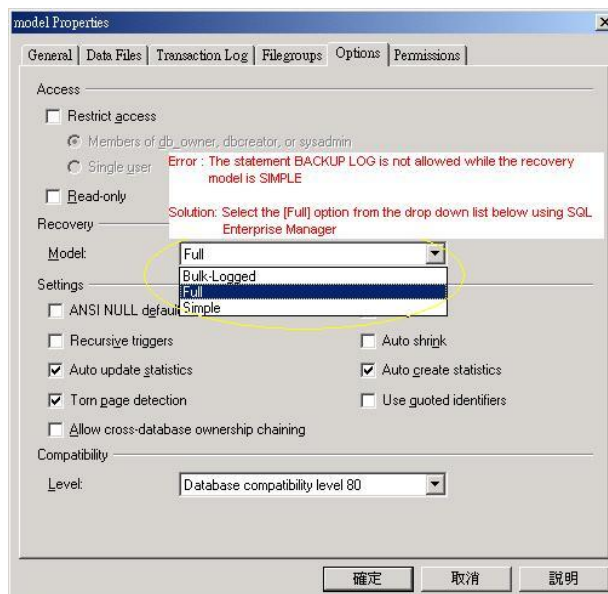 model Properties
General
Data Files
Transaction Log
Filegroups
Options
Permissions
Access
Restrict access
Members of db_owner, dbcreator, or sysadmin
Single user
Error : The statement BACKUP LOG is not allowed while the recovery
model is SIMPLE
Read-only
Solution: Select the [Full] option from the drop down list below using SQL
Enterprise Manager
Recovery
Model:
Full
Bulk-Logged
Full
Simple
Settings
ANSI NULL defau
Recursive triggers
Auto shrink
Auto update statistics
Auto create statistics
Torn page detection
Use quoted identifiers
Allow cross-database ownership chaining
Compatibility
Level:
Database compatibility level 80
確定
取消
說明